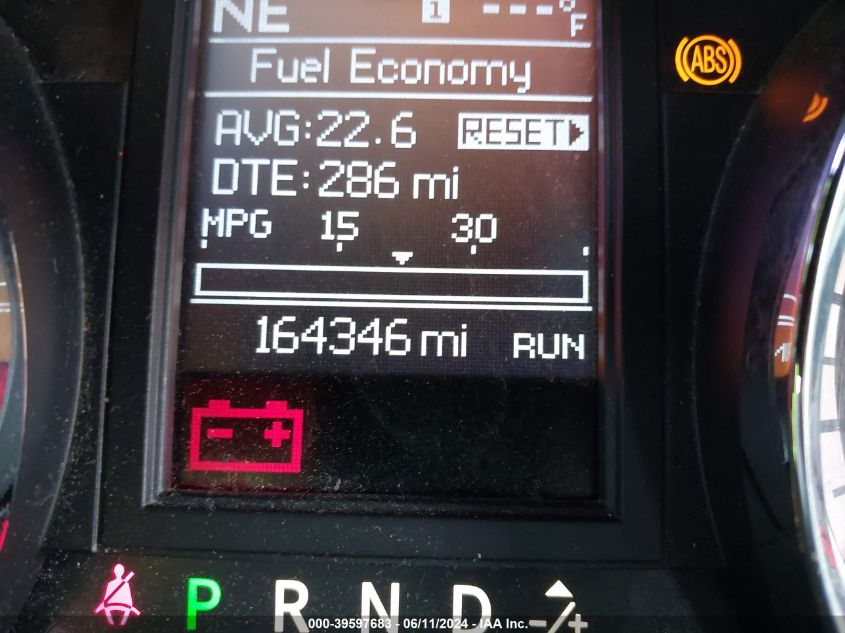 NE 1 ---°F
ABS
Fuel Economy
AVG:22.6 RESET
DTE:286 mi
MPG 15 30
164346 mi RUN
- +
P R N D -/+
000-39597683 - 06/11/2024 - IAA Inc.